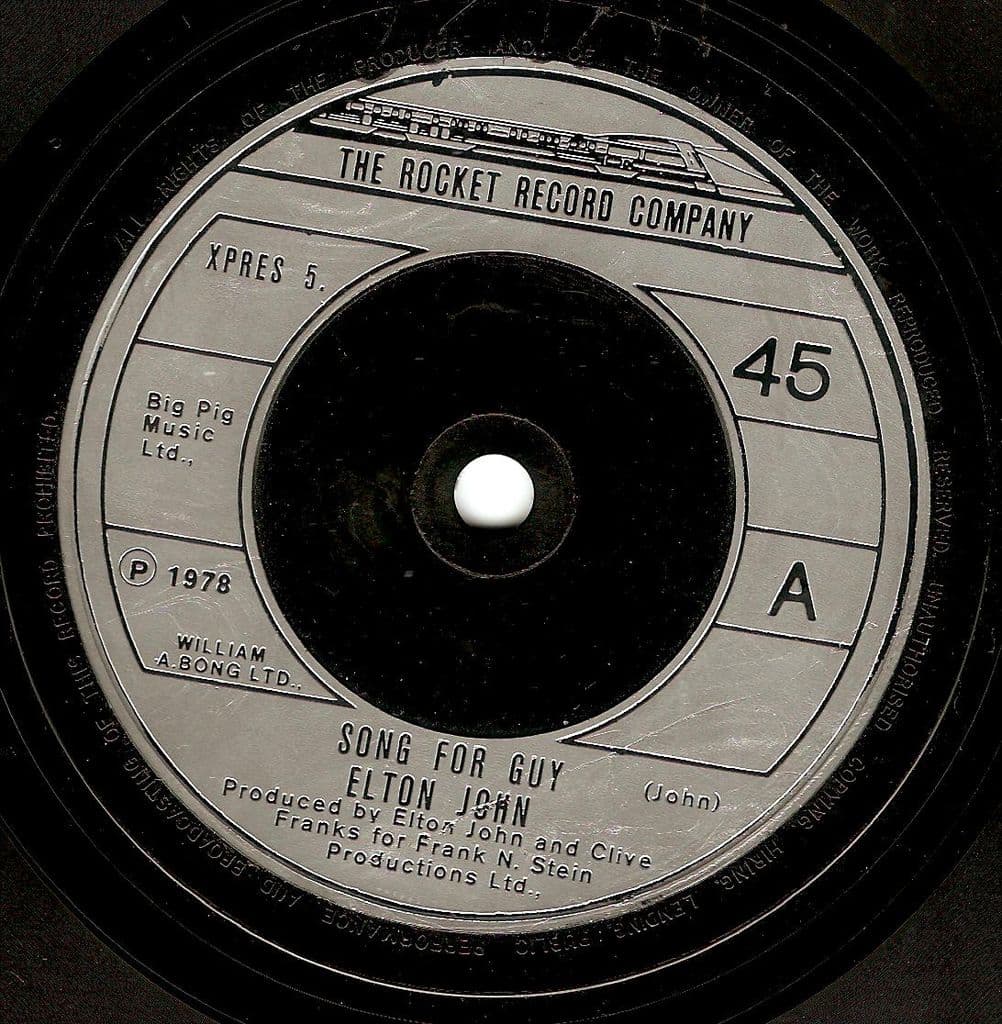 ALL RIGHTS OF THE PRODUCER AND OF THE OWNER OF THE WORK REPRODUCED RESERVED. UNAUTHORISED COPYING, HIRING, LENDING, PUBLIC PERFORMANCE AND BROADCASTING OF THIS RECORD PROHIBITED.
THE ROCKET RECORD COMPANY
XPRES 5.
45
Big Pig
Music
Ltd.,
A
Ⓟ 1978
WILLIAM
A.BONG LTD.,
SONG FOR GUY
ELTON JOHN
(John)
Produced by Elton John and Clive
Franks for Frank N. Stein
Productions Ltd.,